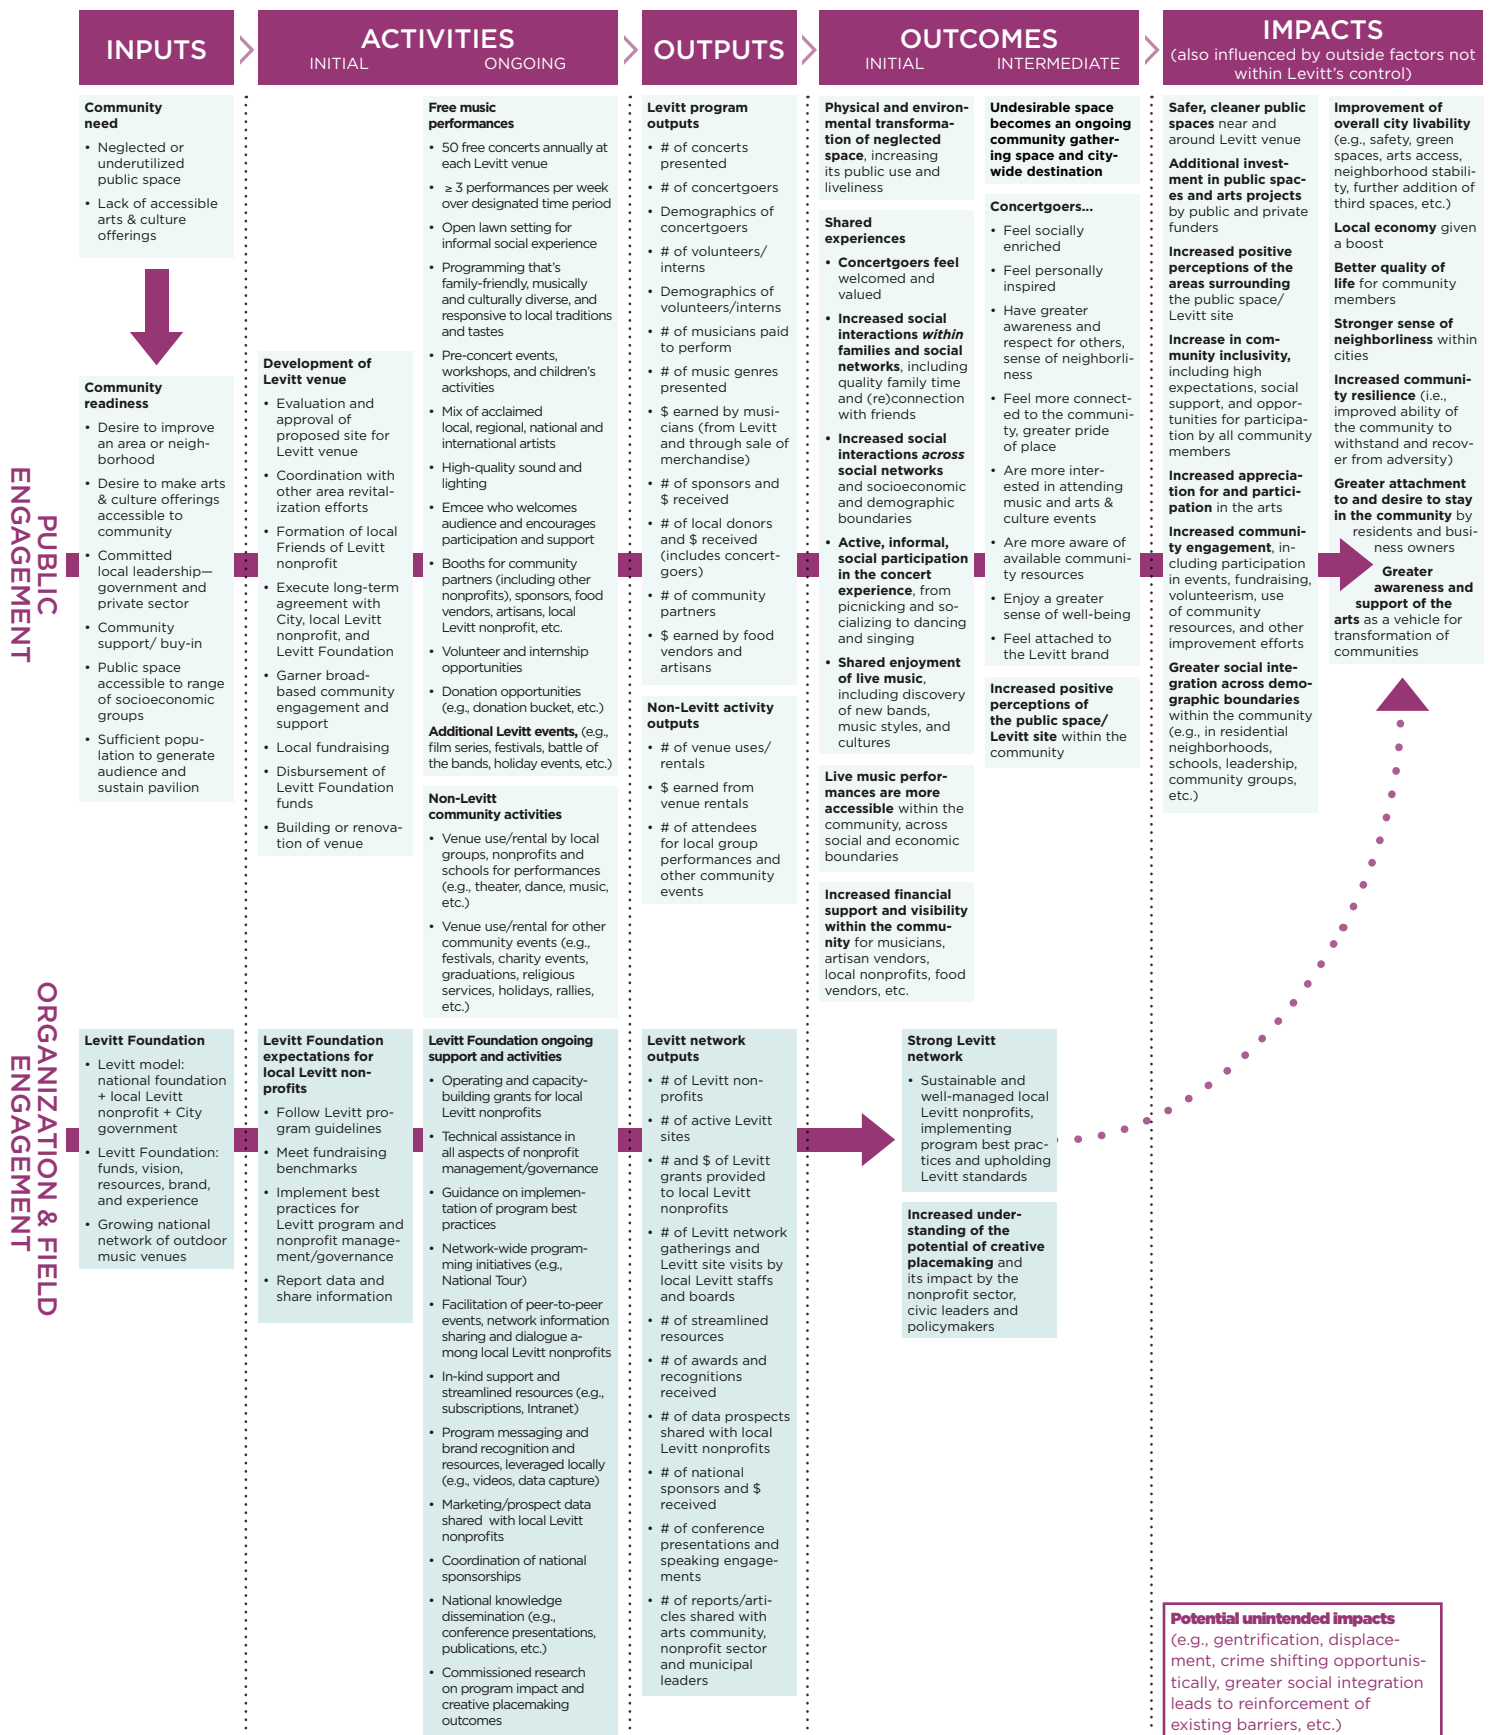 INPUTS
ACTIVITIES
INITIAL
ONGOING
OUTPUTS
OUTCOMES
INITIAL
INTERMEDIATE
IMPACTS
(also influenced by outside factors not
within Levitt's control)
PUBLIC
ENGAGEMENT
Community
need
• Neglected or
underutilized
public space
• Lack of accessible
arts & culture
offerings
Community
readiness
• Desire to improve
an area or neigh-
borhood
• Desire to make arts
& culture offerings
accessible to
community
• Committed
local leadership—
government and
private sector
• Community
support/ buy-in
• Public space
accessible to range
of socioeconomic
groups
• Sufficient popu-
lation to generate
audience and
sustain pavilion
Development of
Levitt venue
• Evaluation and
approval of
proposed site for
Levitt venue
• Coordination with
other area revital-
ization efforts
• Formation of local
Friends of Levitt
nonprofit
• Execute long-term
agreement with
City, local Levitt
nonprofit, and
Levitt Foundation
• Garner broad-
based community
engagement and
support
• Local fundraising
• Disbursement of
Levitt Foundation
funds
• Building or renova-
tion of venue
Free music
performances
• 50 free concerts annually at
each Levitt venue
• ≥ 3 performances per week
over designated time period
• Open lawn setting for
informal social experience
• Programming that's
family-friendly, musically
and culturally diverse, and
responsive to local traditions
and tastes
• Pre-concert events,
workshops, and children's
activities
• Mix of acclaimed
local, regional, national and
international artists
• High-quality sound and
lighting
• Emcee who welcomes
audience and encourages
participation and support
• Booths for community
partners (including other
nonprofits), sponsors, food
vendors, artisans, local
Levitt nonprofit, etc.
• Volunteer and internship
opportunities
• Donation opportunities
(e.g., donation bucket, etc.)
Additional Levitt events, (e.g.,
film series, festivals, battle of
the bands, holiday events, etc.)
Non-Levitt
community activities
• Venue use/rental by local
groups, nonprofits and
schools for performances
(e.g., theater, dance, music,
etc.)
• Venue use/rental for other
community events (e.g.,
festivals, charity events,
graduations, religious
services, holidays, rallies,
etc.)
Levitt program
outputs
• # of concerts
presented
• # of concertgoers
• Demographics of
concertgoers
• # of volunteers/
interns
• Demographics of
volunteers/interns
• # of musicians paid
to perform
• # of music genres
presented
• $ earned by musi-
cians (from Levitt
and through sale of
merchandise)
• # of sponsors and
$ received
• # of local donors
and $ received
(includes concert-
goers)
• # of community
partners
• $ earned by food
vendors and
artisans
Non-Levitt activity
outputs
• # of venue uses/
rentals
• $ earned from
venue rentals
• # of attendees
for local group
performances and
other community
events
Physical and environ-
mental transforma-
tion of neglected
space, increasing
its public use and
liveliness
Shared
experiences
• Concertgoers feel
welcomed and
valued
• Increased social
interactions within
families and social
networks, including
quality family time
and (re)connection
with friends
• Increased social
interactions across
social networks
and socioeconomic
and demographic
boundaries
• Active, informal,
social participation
in the concert
experience, from
picnicking and so-
cializing to dancing
and singing
• Shared enjoyment
of live music,
including discovery
of new bands,
music styles, and
cultures
Live music perfor-
mances are more
accessible within the
community, across
social and economic
boundaries
Increased financial
support and visibility
within the commu-
nity for musicians,
artisan vendors,
local nonprofits, food
vendors, etc.
Undesirable space
becomes an ongoing
community gather-
ing space and city-
wide destination
Concertgoers...
• Feel socially
enriched
• Feel personally
inspired
• Have greater
awareness and
respect for others,
sense of neighborli-
ness
• Feel more connect-
ed to the communi-
ty, greater pride
of place
• Are more inter-
ested in attending
music and arts &
culture events
• Are more aware of
available communi-
ty resources
• Enjoy a greater
sense of well-being
• Feel attached to
the Levitt brand
Increased positive
perceptions of
the public space/
Levitt site within the
community
Safer, cleaner public
spaces near and
around Levitt venue
Additional invest-
ment in public spac-
es and arts projects
by public and private
funders
Increased positive
perceptions of the
areas surrounding
the public space/
Levitt site
Increase in com-
munity inclusivity,
including high
expectations, social
support, and oppor-
tunities for participa-
tion by all community
members
Increased apprecia-
tion for and partici-
pation in the arts
Increased communi-
ty engagement, in-
cluding participation
in events, fundraising,
volunteerism, use
of community
resources, and other
improvement efforts
Greater social inte-
gration across demo-
graphic boundaries
within the community
(e.g., in residential
neighborhoods,
schools, leadership,
community groups,
etc.)
Improvement of
overall city livability
(e.g., safety, green
spaces, arts access,
neighborhood stabili-
ty, further addition of
third spaces, etc.)
Local economy given
a boost
Better quality of
life for community
members
Stronger sense of
neighborliness within
cities
Increased communi-
ty resilience (i.e.,
improved ability of
the community to
withstand and recov-
er from adversity)
Greater attachment
to and desire to stay
in the community by
residents and busi-
ness owners
Greater
awareness and
support of the
arts as a vehicle for
transformation of
communities
ORGANIZATION & FIELD
ENGAGEMENT
Levitt Foundation
• Levitt model:
national foundation
+ local Levitt
nonprofit + City
government
• Levitt Foundation:
funds, vision,
resources, brand,
and experience
• Growing national
network of outdoor
music venues
Levitt Foundation
expectations for
local Levitt non-
profits
• Follow Levitt pro-
gram guidelines
• Meet fundraising
benchmarks
• Implement best
practices for
Levitt program and
nonprofit manage-
ment/governance
• Report data and
share information
Levitt Foundation ongoing
support and activities
• Operating and capacity-
building grants for local
Levitt nonprofits
• Technical assistance in
all aspects of nonprofit
management/governance
• Guidance on implemen-
tation of program best
practices
• Network-wide program-
ming initiatives (e.g.,
National Tour)
• Facilitation of peer-to-peer
events, network information
sharing and dialogue a-
mong local Levitt nonprofits
• In-kind support and
streamlined resources (e.g.,
subscriptions, Intranet)
• Program messaging and
brand recognition and
resources, leveraged locally
(e.g., videos, data capture)
• Marketing/prospect data
shared with local Levitt
nonprofits
• Coordination of national
sponsorships
• National knowledge
dissemination (e.g.,
conference presentations,
publications, etc.)
• Commissioned research
on program impact and
creative placemaking
outcomes
Levitt network
outputs
• # of Levitt non-
profits
• # of active Levitt
sites
• # and $ of Levitt
grants provided
to local Levitt
nonprofits
• # of Levitt network
gatherings and
Levitt site visits by
local Levitt staffs
and boards
• # of streamlined
resources
• # of awards and
recognitions
received
• # of data prospects
shared with local
Levitt nonprofits
• # of national
sponsors and $
received
• # of conference
presentations and
speaking engage-
ments
• # of reports/arti-
cles shared with
arts community,
nonprofit sector
and municipal
leaders
Strong Levitt
network
• Sustainable and
well-managed local
Levitt nonprofits,
implementing
program best prac-
tices and upholding
Levitt standards
Increased under-
standing of the
potential of creative
placemaking and
its impact by the
nonprofit sector,
civic leaders and
policymakers
Potential unintended impacts
(e.g., gentrification, displace-
ment, crime shifting opportunis-
tically, greater social integration
leads to reinforcement of
existing barriers, etc.)